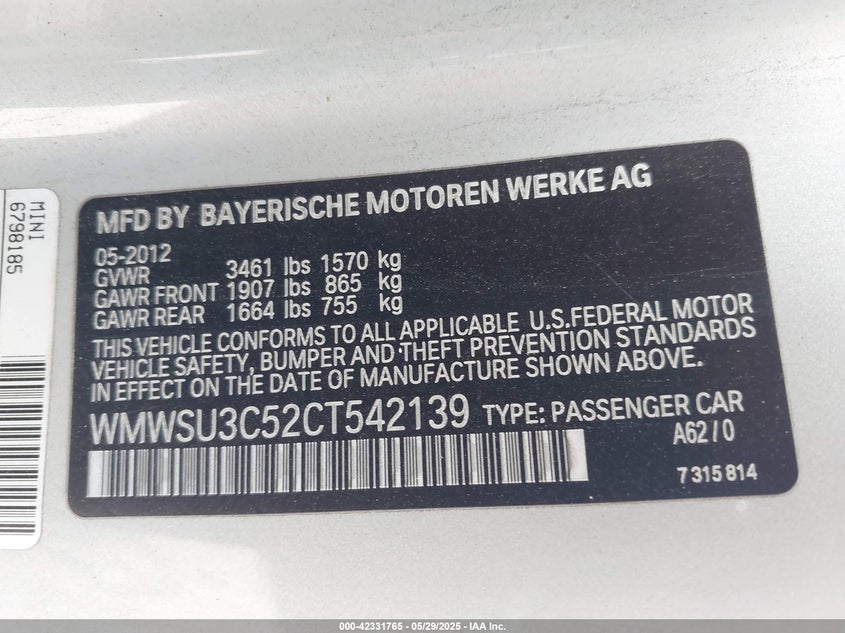 MINI
6798185
MFD BY BAYERISCHE MOTOREN WERKE AG
05-2012
GVWR 3461 lbs 1570 kg
GAWR FRONT 1907 lbs 865 kg
GAWR REAR 1664 lbs 755 kg
THIS VEHICLE CONFORMS TO ALL APPLICABLE U.S.FEDERAL MOTOR
VEHICLE SAFETY, BUMPER AND THEFT PREVENTION STANDARDS
IN EFFECT ON THE DATE OF MANUFACTURE SHOWN ABOVE.
WMWSU3C52CT542139 TYPE: PASSENGER CAR
A62/0
7 315 814
000-42331765 - 05/29/2025 - IAA Inc.